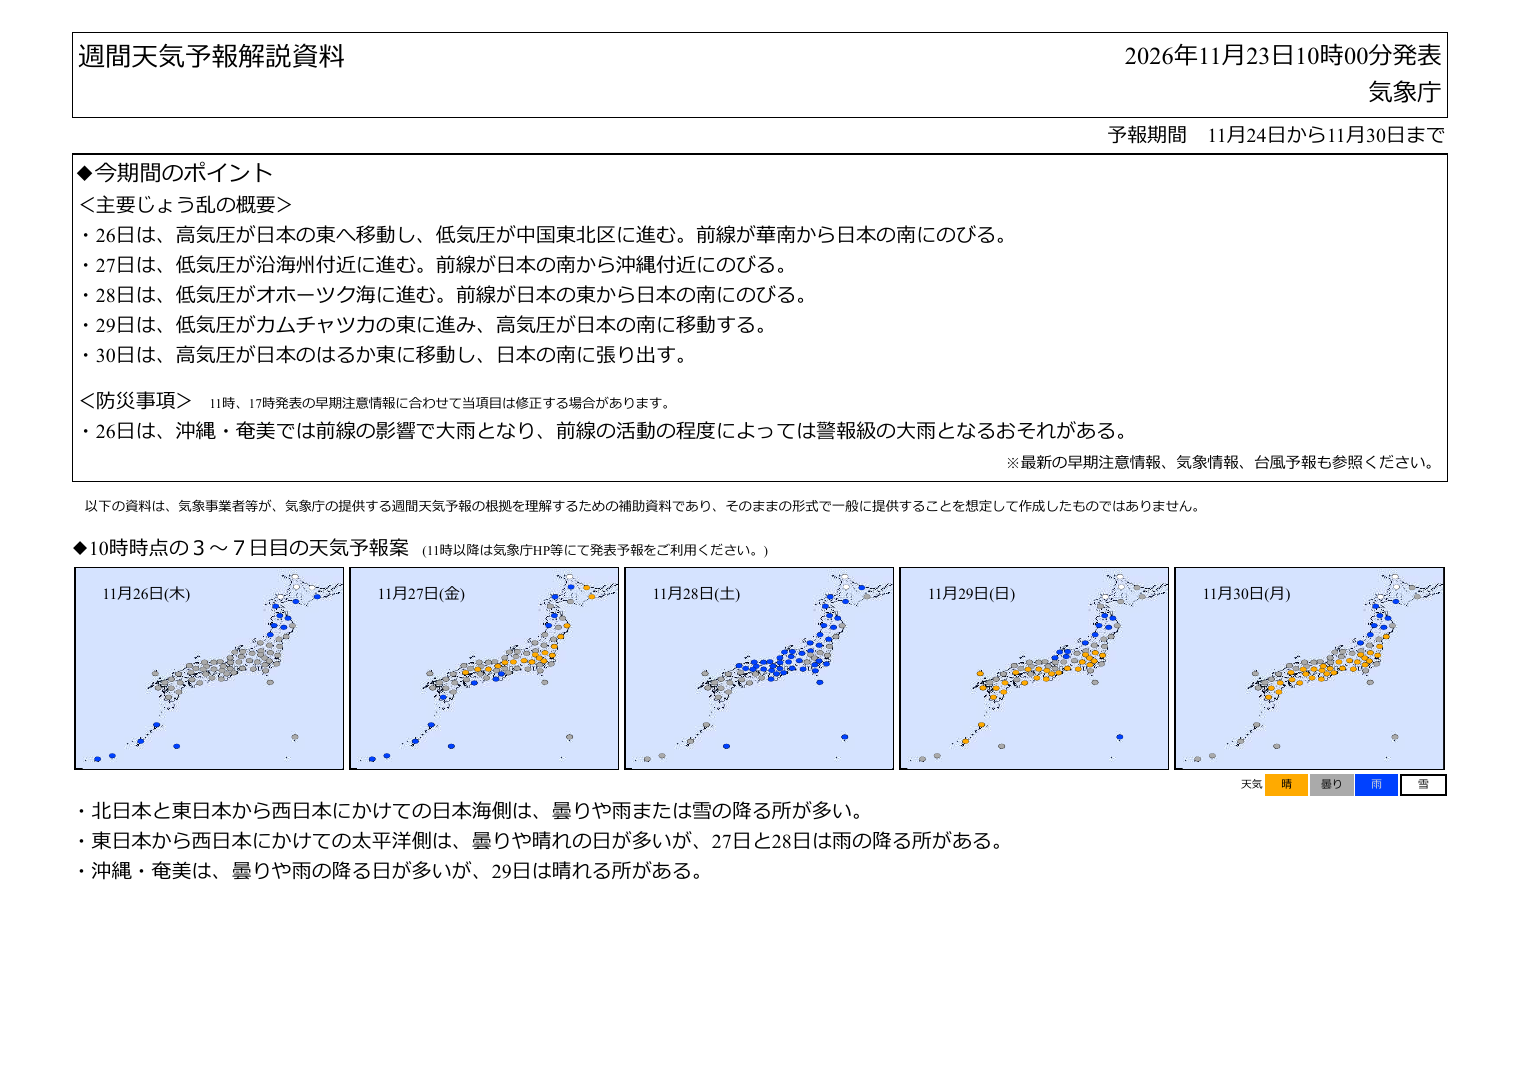 週間天気予報解説資料
2026年11月23日10時00分発表
気象庁
予報期間　11月24日から11月30日まで
◆今期間のポイント
＜主要じょう乱の概要＞
・26日は、高気圧が日本の東へ移動し、低気圧が中国東北区に進む。前線が華南から日本の南にのびる。
・27日は、低気圧が沿海州付近に進む。前線が日本の南から沖縄付近にのびる。
・28日は、低気圧がオホーツク海に進む。前線が日本の東から日本の南にのびる。
・29日は、低気圧がカムチャツカの東に進み、高気圧が日本の南に移動する。
・30日は、高気圧が日本のはるか東に移動し、日本の南に張り出す。
＜防災事項＞　11時、17時発表の早期注意情報に合わせて当項目は修正する場合があります。
・26日は、沖縄・奄美では前線の影響で大雨となり、前線の活動の程度によっては警報級の大雨となるおそれがある。
※最新の早期注意情報、気象情報、台風予報も参照ください。
以下の資料は、気象事業者等が、気象庁の提供する週間天気予報の根拠を理解するための補助資料であり、そのままの形式で一般に提供することを想定して作成したものではありません。
◆10時時点の３～７日目の天気予報案　(11時以降は気象庁HP等にて発表予報をご利用ください。)
11月26日(木)
11月27日(金)
11月28日(土)
11月29日(日)
11月30日(月)
天気　晴　曇り　雨　雪
・北日本と東日本から西日本にかけての日本海側は、曇りや雨または雪の降る所が多い。
・東日本から西日本にかけての太平洋側は、曇りや晴れの日が多いが、27日と28日は雨の降る所がある。
・沖縄・奄美は、曇りや雨の降る日が多いが、29日は晴れる所がある。